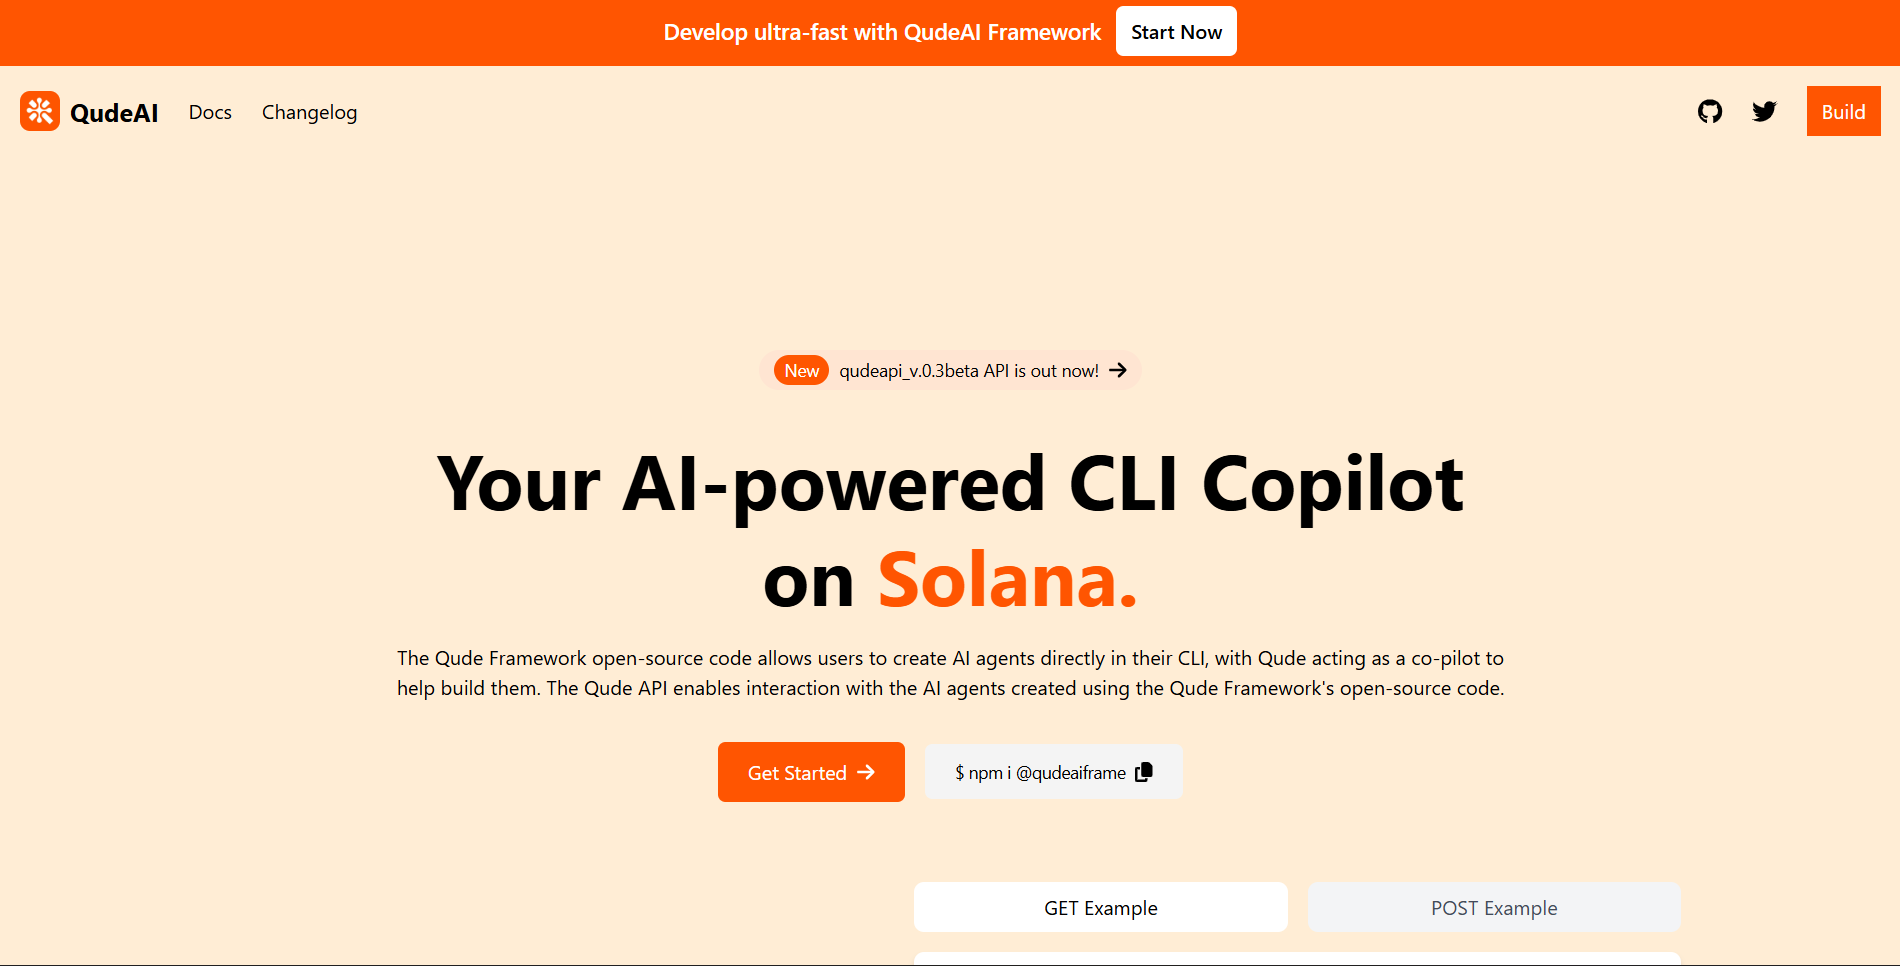 Develop ultra-fast with QudeAI Framework Start Now
QudeAI Docs Changelog Build
New qudeapi_v.0.3beta API is out now!
Your AI-powered CLI Copilot
on Solana.
The Qude Framework open-source code allows users to create AI agents directly in their CLI, with Qude acting as a co-pilot to
help build them. The Qude API enables interaction with the AI agents created using the Qude Framework's open-source code.
Get Started $ npm i @qudeaiframe
GET Example POST Example